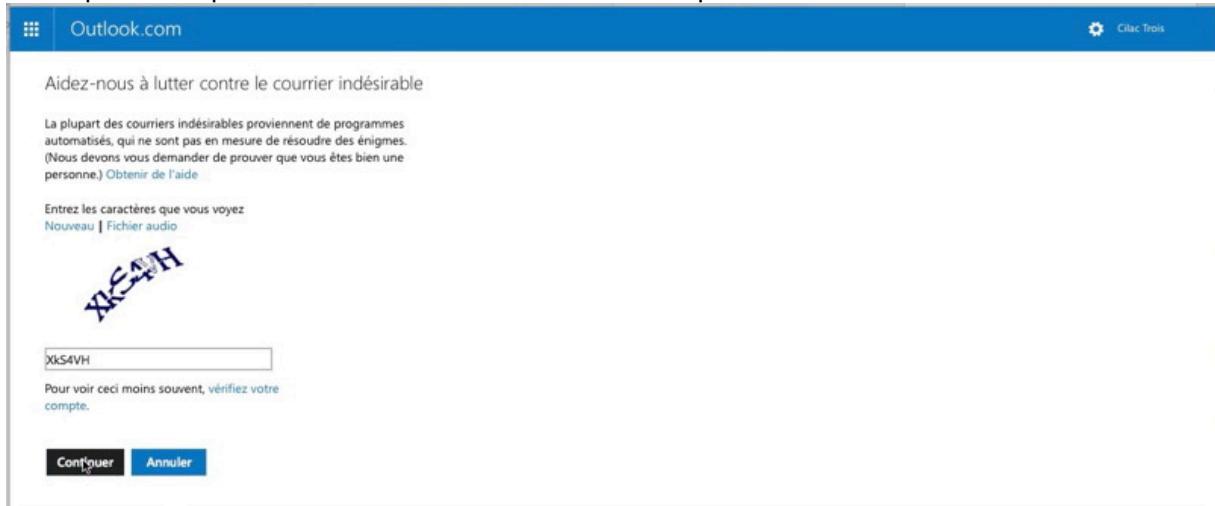 Outlook.com
Cilac Trois
Aidez-nous à lutter contre le courrier indésirable
La plupart des courriers indésirables proviennent de programmes
automatisés, qui ne sont pas en mesure de résoudre des énigmes.
(Nous devons vous demander de prouver que vous êtes bien une
personne.) Obtenir de l'aide
Entrez les caractères que vous voyez
Nouveau | Fichier audio
XkS4VH
XkS4VH
Pour voir ceci moins souvent, vérifiez votre
compte.
Continuer Annuler